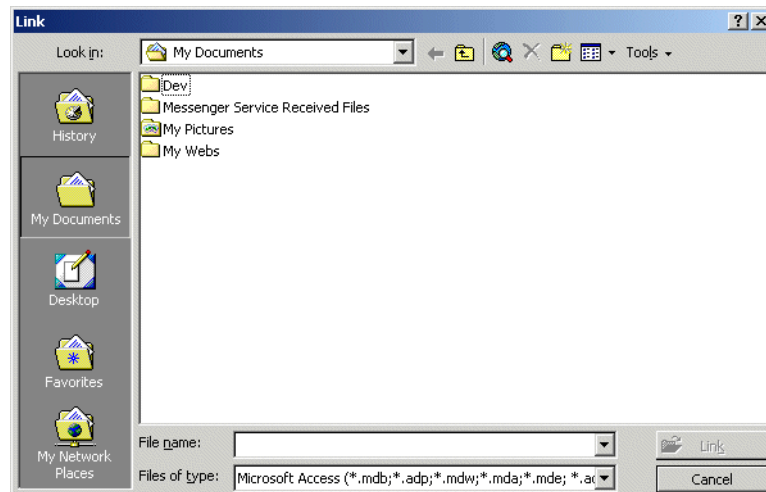 Link
Look in: My Documents Tools
Dev
Messenger Service Received Files
My Pictures
My Webs
History
My Documents
Desktop
Favorites
My Network
Places
File name: Link
Files of type: Microsoft Access (*.mdb;*.adp;*.mdw;*.mda;*.mde; *.a Cancel